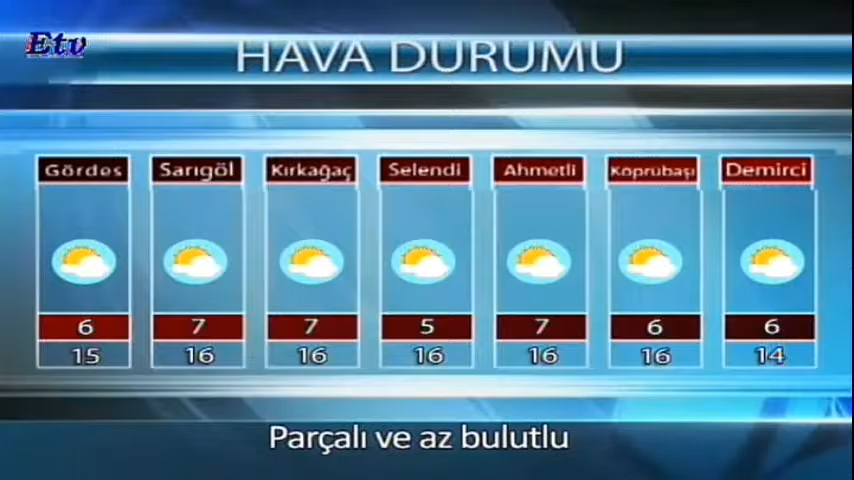 Etv
HAVA DURUMU
Gördes Sarıgöl Kırkağaç Selendi Ahmetli Köprübaşı Demirci
6 7 7 5 7 6 6
15 16 16 16 16 16 14
Parçalı ve az bulutlu